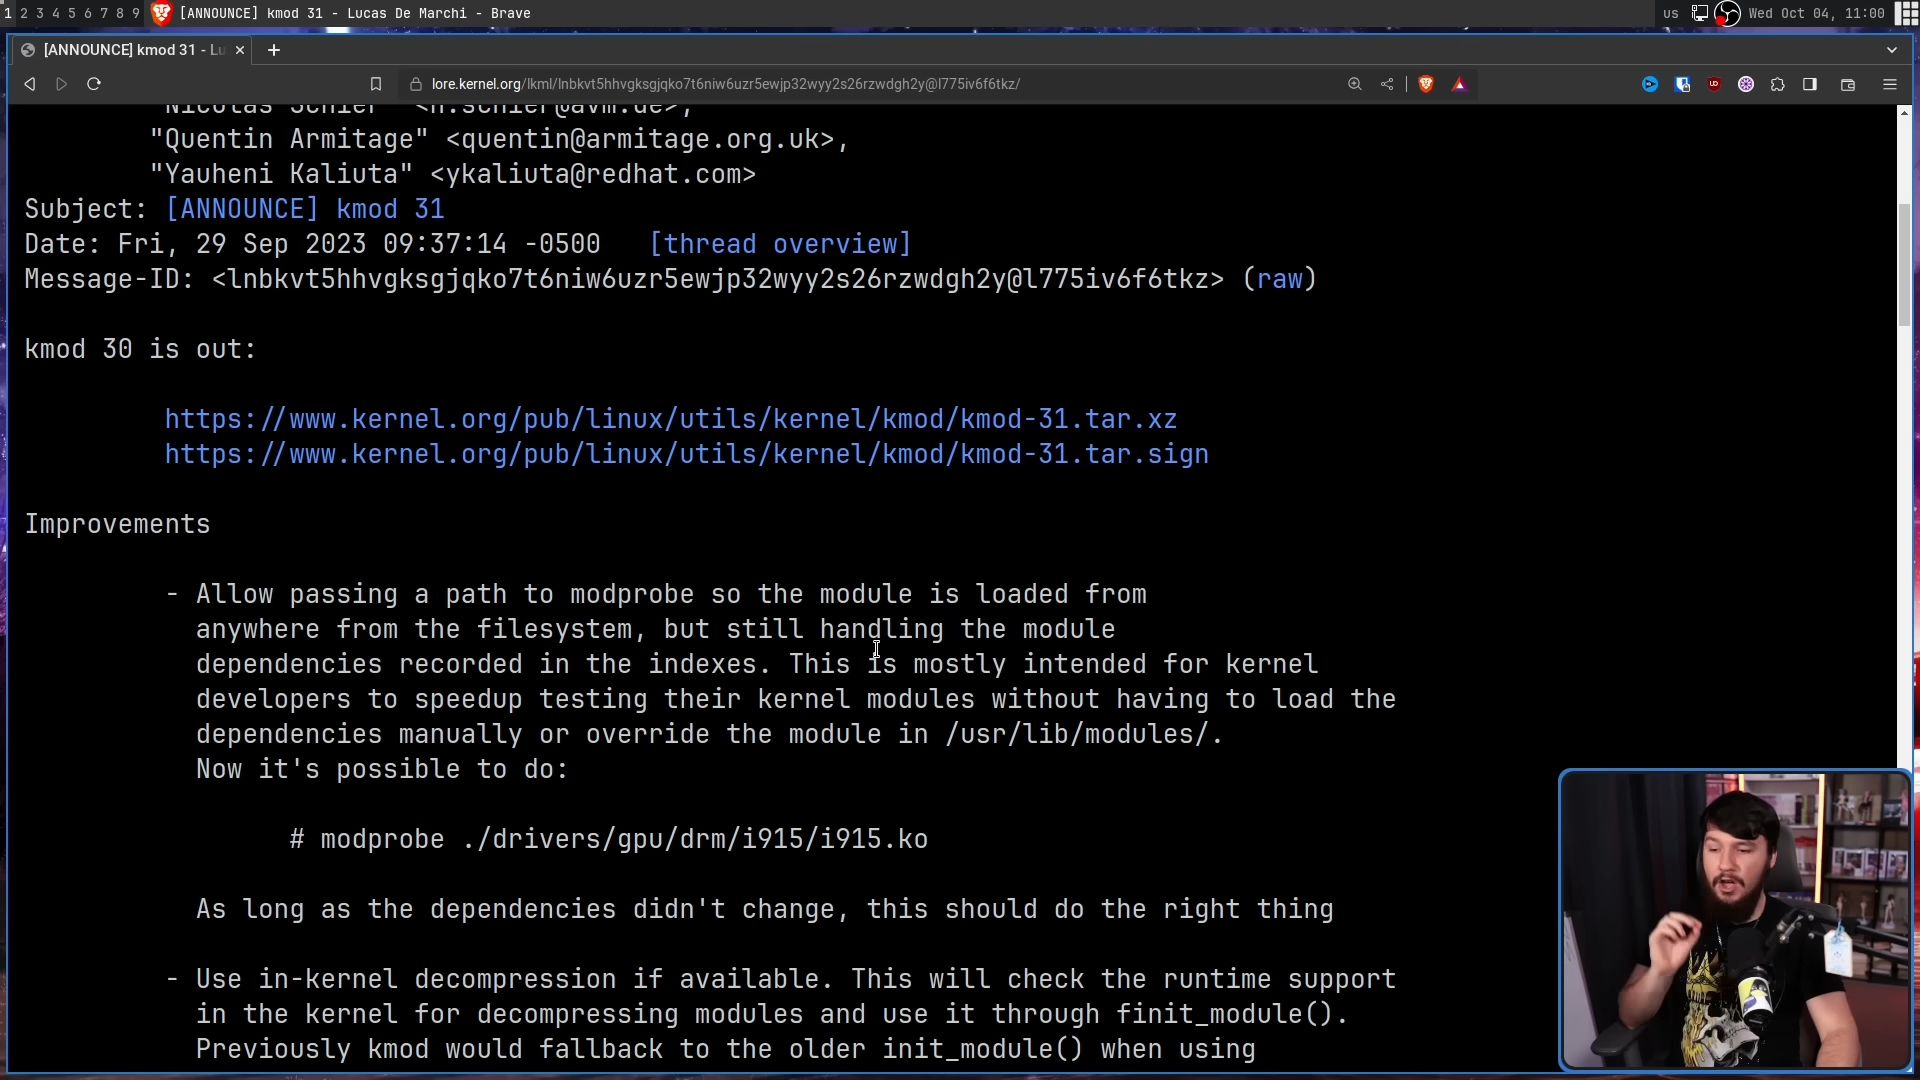 1 2 3 4 5 6 7 8 9 [ANNOUNCE] kmod 31 - Lucas De Marchi - Brave us Wed Oct 04, 11:00
[ANNOUNCE] kmod 31 - Lu
lore.kernel.org/lkml/lnbkvt5hhvgksgjqko7t6niw6uzr5ewjp32wyy2s26rzwdgh2y@l775iv6f6tkz/
"Nicolas Schier" <n.schier@avm.de>,
"Quentin Armitage" <quentin@armitage.org.uk>,
"Yauheni Kaliuta" <ykaliuta@redhat.com>
Subject: [ANNOUNCE] kmod 31
Date: Fri, 29 Sep 2023 09:37:14 -0500 [thread overview]
Message-ID: <lnbkvt5hhvgksgjqko7t6niw6uzr5ewjp32wyy2s26rzwdgh2y@l775iv6f6tkz> (raw)
kmod 30 is out:
https://www.kernel.org/pub/linux/utils/kernel/kmod/kmod-31.tar.xz
https://www.kernel.org/pub/linux/utils/kernel/kmod/kmod-31.tar.sign
Improvements
- Allow passing a path to modprobe so the module is loaded from
anywhere from the filesystem, but still handling the module
dependencies recorded in the indexes. This is mostly intended for kernel
developers to speedup testing their kernel modules without having to load the
dependencies manually or override the module in /usr/lib/modules/.
Now it's possible to do:
# modprobe ./drivers/gpu/drm/i915/i915.ko
As long as the dependencies didn't change, this should do the right thing
- Use in-kernel decompression if available. This will check the runtime support
in the kernel for decompressing modules and use it through finit_module().
Previously kmod would fallback to the older init_module() when using